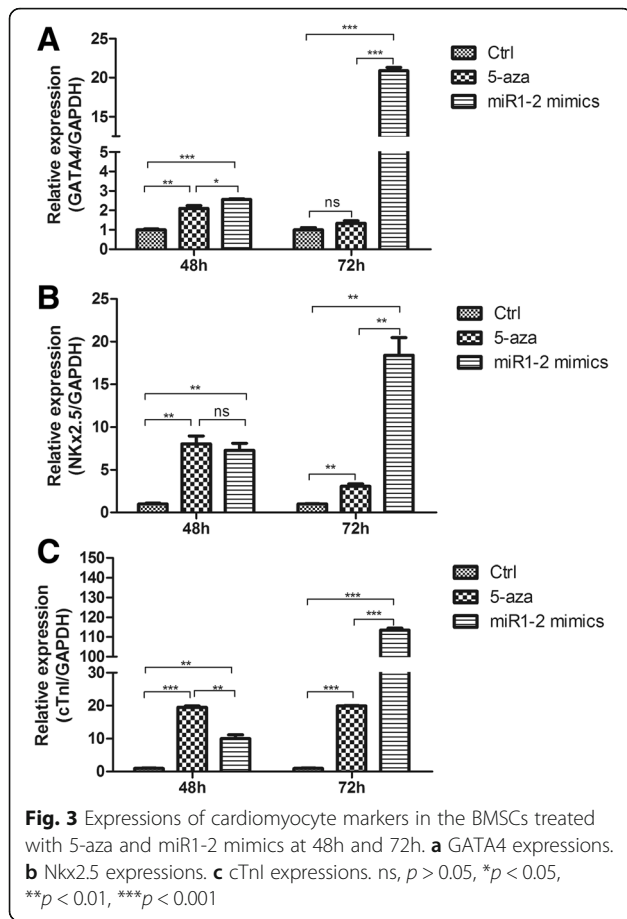 A
Relative expression
(GATA4/GAPDH)
25
20
15
4
3
2
1
0
***
**
*
***
***
ns
48h
72h
Ctrl
5-aza
miR1-2 mimics
B
Relative expression
(NKx2.5/GAPDH)
25
20
15
10
5
0
**
**
ns
**
**
**
48h
72h
Ctrl
5-aza
miR1-2 mimics
C
Relative expression
(cTnI/GAPDH)
150
140
130
120
110
100
30
20
10
0
**
***
**
***
***
***
48h
72h
Ctrl
5-aza
miR1-2 mimics
Fig. 3 Expressions of cardiomyocyte markers in the BMSCs treated
with 5-aza and miR1-2 mimics at 48h and 72h. a GATA4 expressions.
b Nkx2.5 expressions. c cTnI expressions. ns, p > 0.05, *p < 0.05,
**p < 0.01, ***p < 0.001